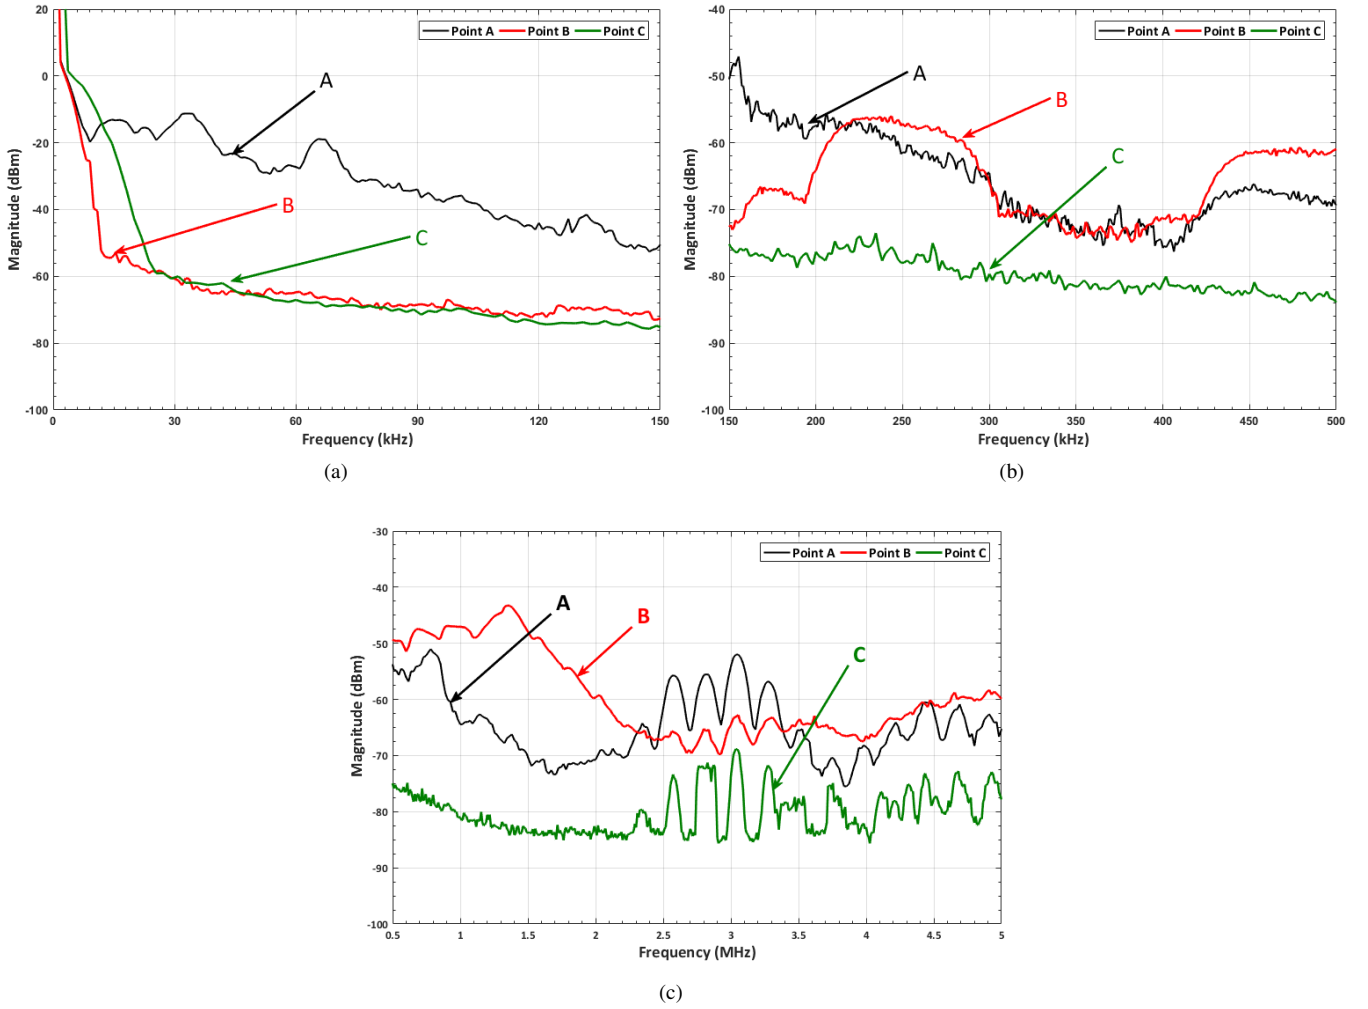 20
0
-20
-40
-60
-80
-100
Magnitude (dBm)
Point A Point B Point C
A
B
C
0 30 60 90 120 150
Frequency (kHz)
(a)
-40
-50
-60
-70
-80
-90
-100
Magnitude (dBm)
Point A Point B Point C
A
B
C
150 200 250 300 350 400 450 500
Frequency (kHz)
(b)
-30
-40
-50
-60
-70
-80
-90
-100
Magnitude (dBm)
Point A Point B Point C
A
B
C
0.5 1 1.5 2 2.5 3 3.5 4 4.5 5
Frequency (MHz)
(c)